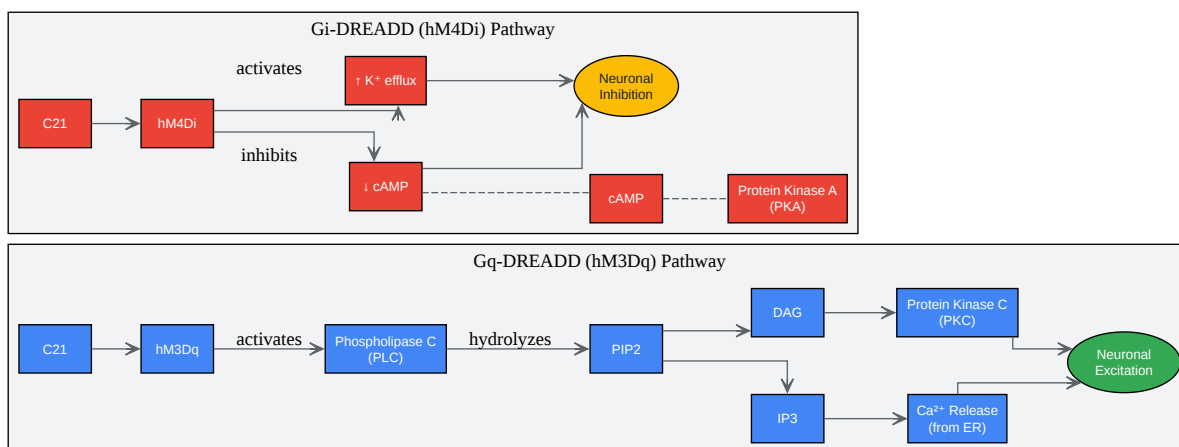 Gi-DREADD (hM4Di) Pathway
activates
↑ K⁺ efflux
Neuronal
Inhibition
C21
hM4Di
inhibits
↓ cAMP
cAMP
Protein Kinase A
(PKA)
Gq-DREADD (hM3Dq) Pathway
DAG
Protein Kinase C
(PKC)
C21
hM3Dq
activates
Phospholipase C
(PLC)
hydrolyzes
PIP2
Neuronal
Excitation
IP3
Ca²⁺ Release
(from ER)